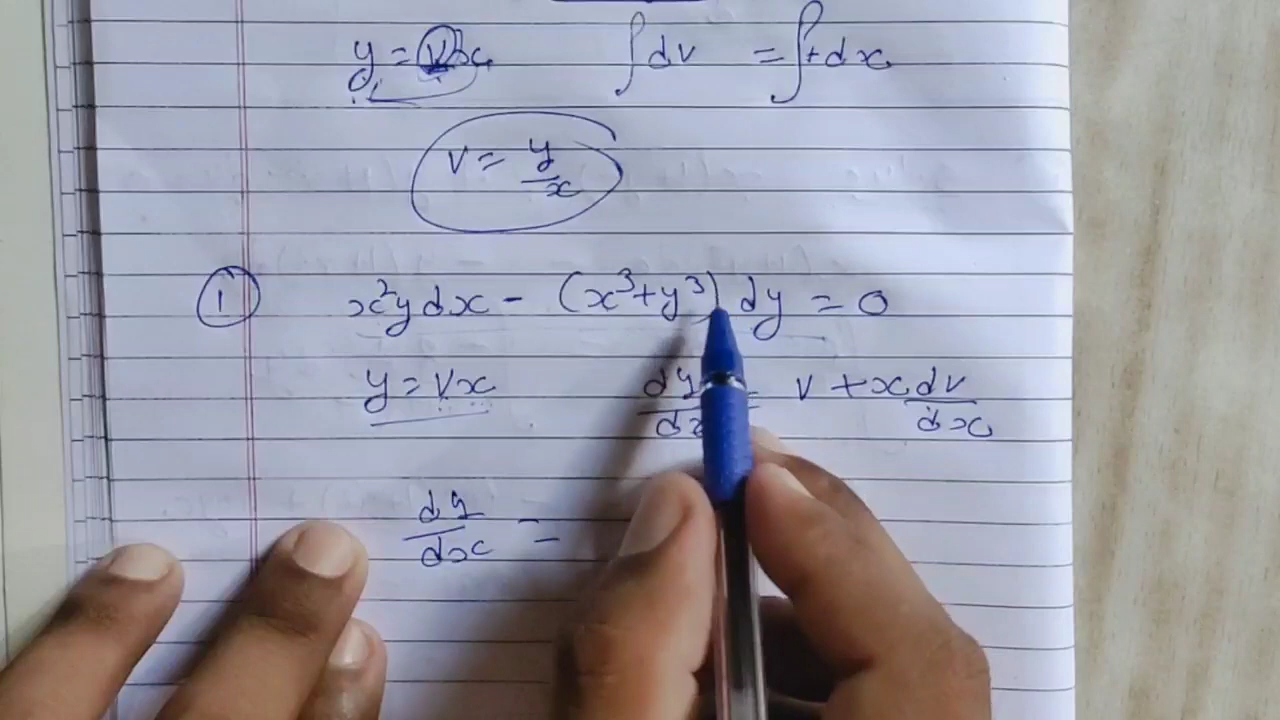 y = vx ∫dv = ∫+dx
v = y/x
① x²y dx - (x³+y³) dy = 0
y = vx dy/dx = v + x dv/dx
dy/dx =